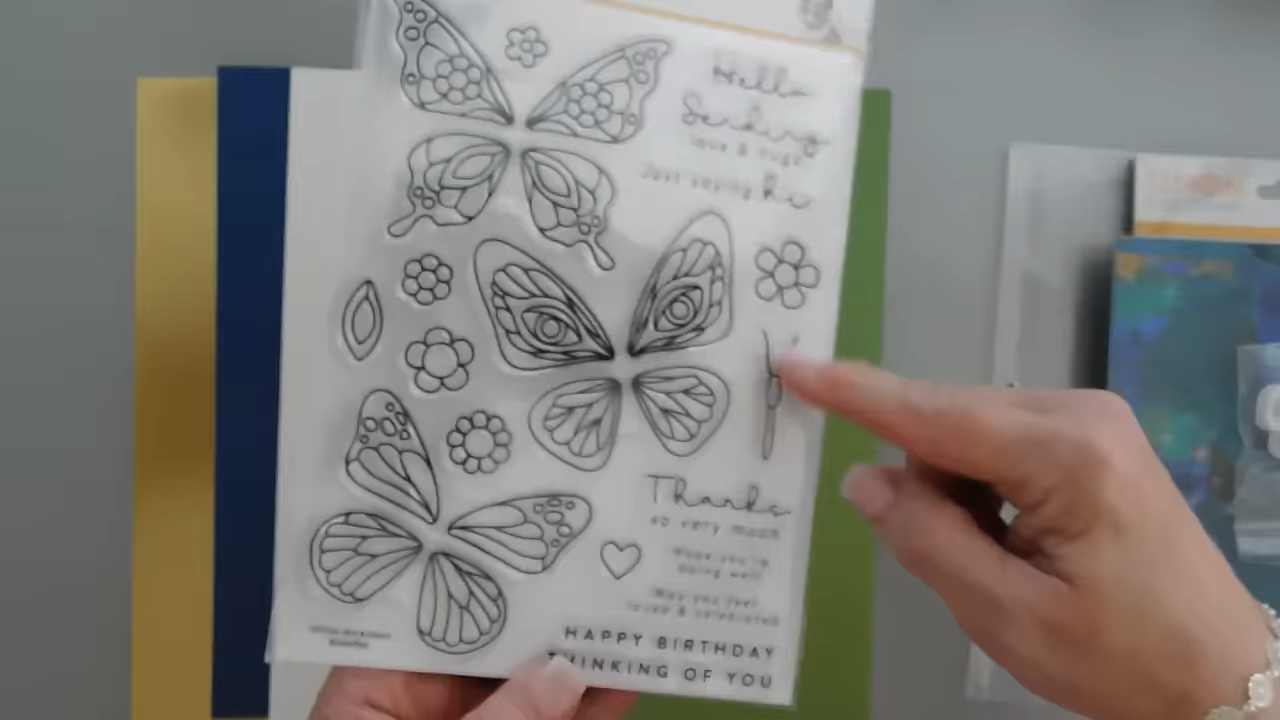 Hello
Sending
love & hugs
Just saying hi
Thanks
so very much
Hope you're
doing well
May you feel
loved & celebrated
HAPPY BIRTHDAY
THINKING OF YOU